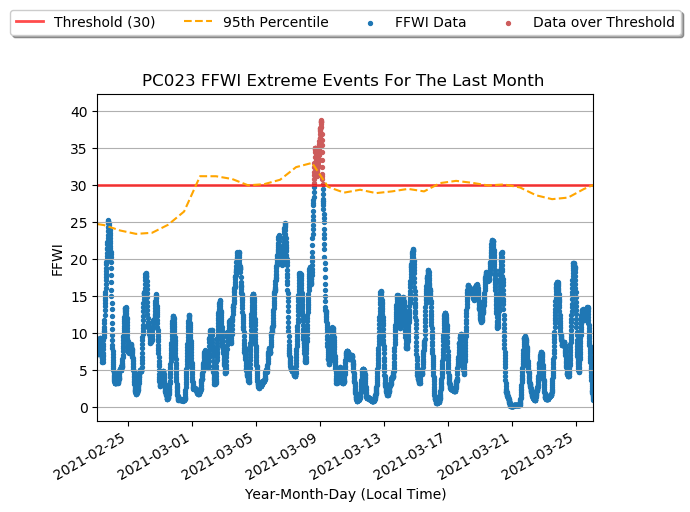 Threshold (30) 95th Percentile FFWI Data Data over Threshold
PC023 FFWI Extreme Events For The Last Month
40
35
30
25
20
15
10
5
0
FFWI
2021-02-25 2021-03-01 2021-03-05 2021-03-09 2021-03-13 2021-03-17 2021-03-21 2021-03-25
Year-Month-Day (Local Time)